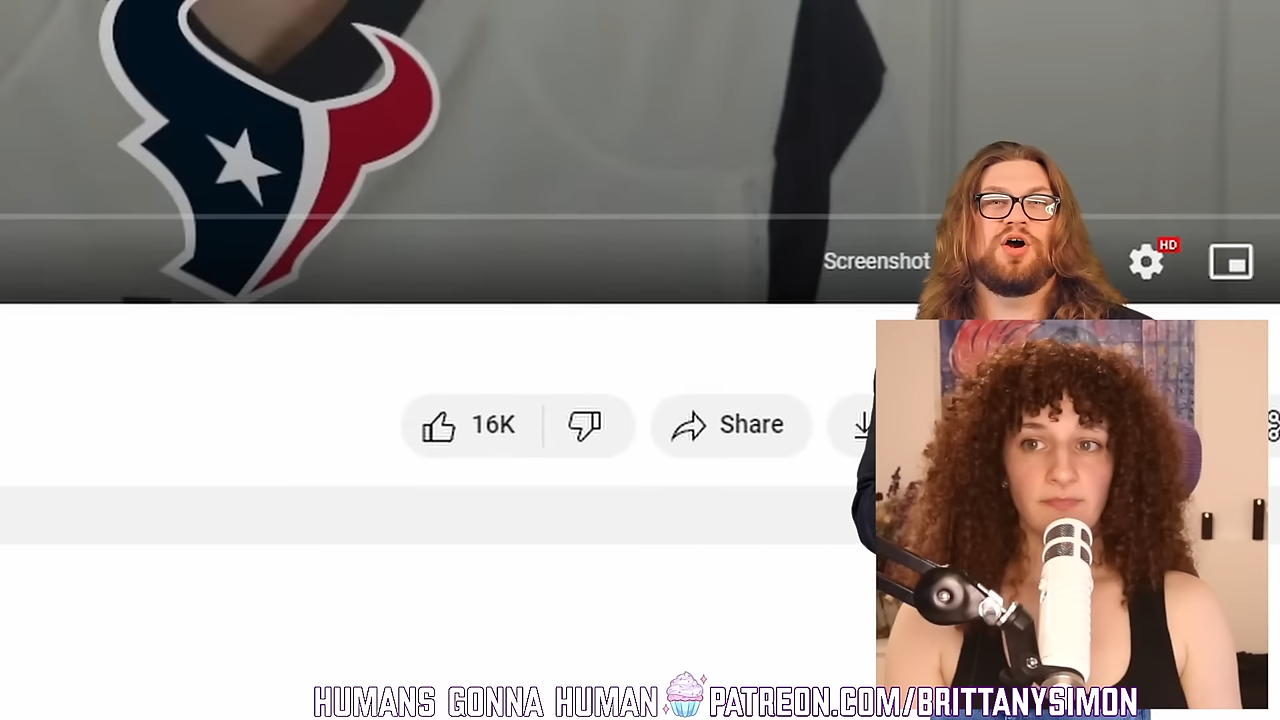 Screenshot
HD
16K
Share
HUMANS GONNA HUMAN PATREON.COM/BRITTANYSIMON